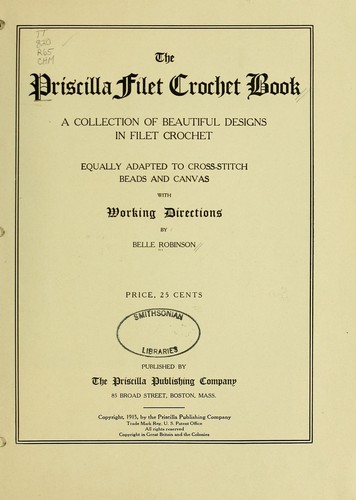 TT
820
R65
CHM
The
Priscilla Filet Crochet Book
A COLLECTION OF BEAUTIFUL DESIGNS
IN FILET CROCHET
EQUALLY ADAPTED TO CROSS-STITCH
BEADS AND CANVAS
WITH
Working Directions
BY
BELLE ROBINSON
PRICE, 25 CENTS
SMITHSONIAN
LIBRARIES
PUBLISHED BY
The Priscilla Publishing Company
85 BROAD STREET, BOSTON, MASS.
Copyright, 1915, by the Priscilla Publishing Company
Trade Mark Reg. U. S. Patent Office
All rights reserved
Copyright in Great Britain and the Colonies